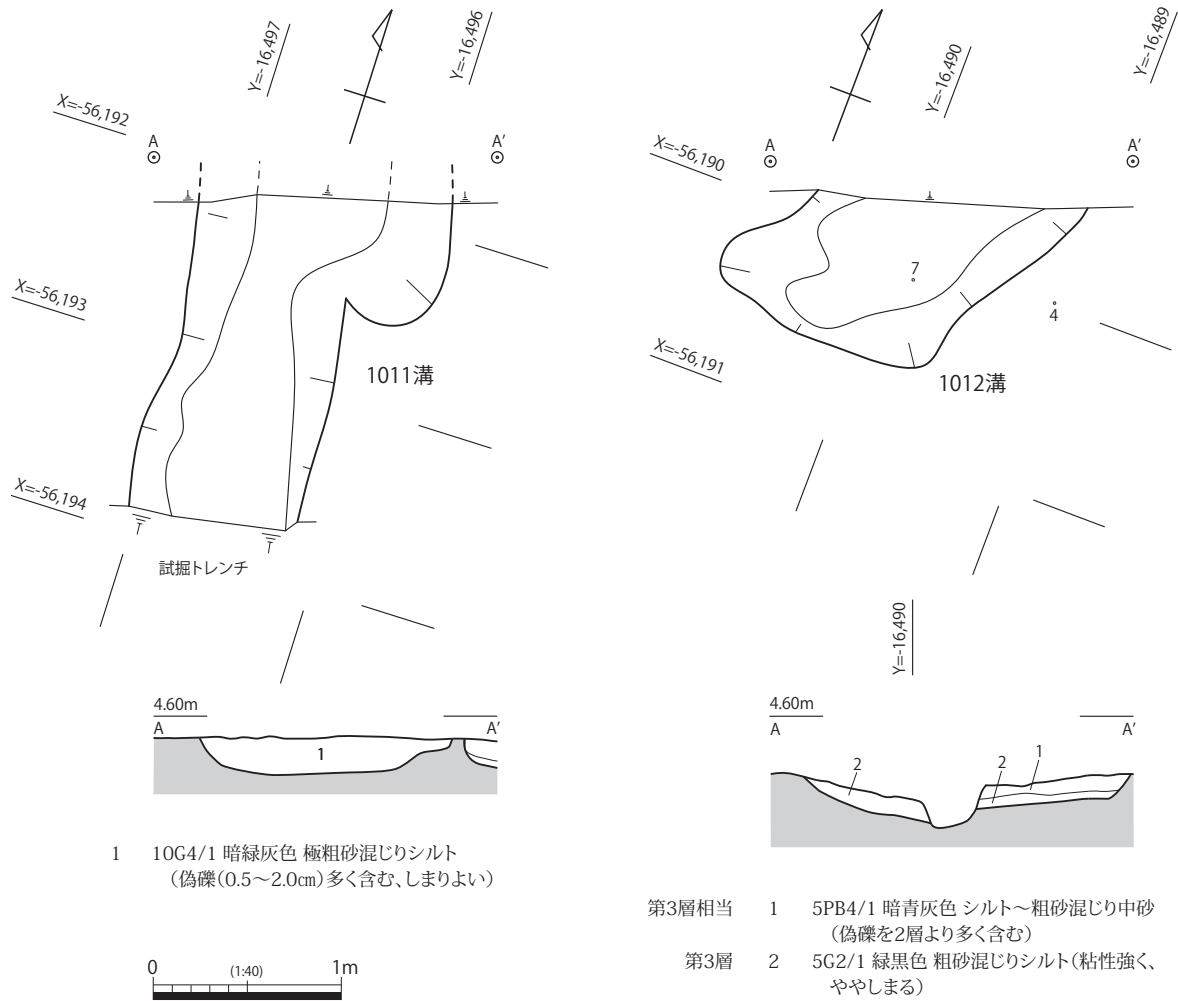 Y=-16,497
Y=-16,496
X=-56,192
A
A'
X=-56,193
1011溝
X=-56,194
試掘トレンチ
4.60m
A
A'
1
1 10G4/1 暗緑灰色 極粗砂混じりシルト
(偽礫(0.5～2.0㎝)多く含む、しまりよい)
0
(1:40)
1m
Y=-16,490
Y=-16,489
X=-56,190
A
A'
7
4
X=-56,191
1012溝
Y=-16,490
4.60m
A
A'
2
2
1
第3層相当 1 5PB4/1 暗青灰色 シルト～粗砂混じり中砂
(偽礫を2層より多く含む)
第3層 2 5G2/1 緑黒色 粗砂混じりシルト(粘性強く、
ややしまる)